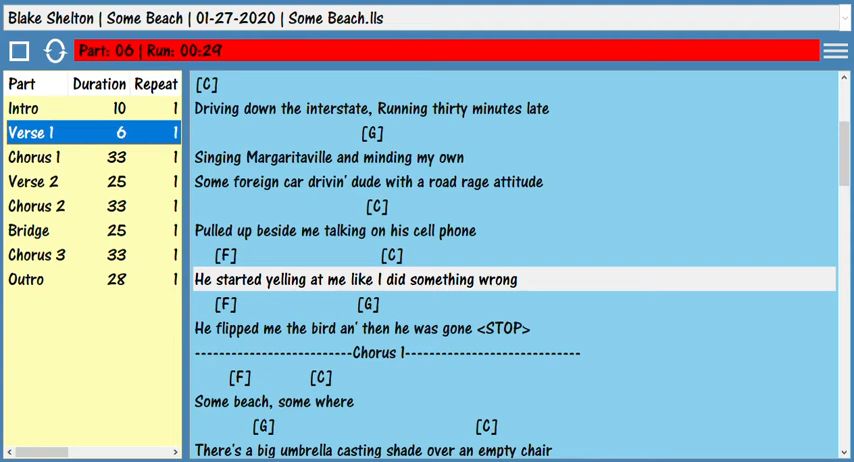 Blake Shelton | Some Beach | 01-27-2020 | Some Beach.lls
Part: 06 | Run: 00:29
Part Duration Repeat
Intro 10 1
Verse 1 6 1
Chorus 1 33 1
Verse 2 25 1
Chorus 2 33 1
Bridge 25 1
Chorus 3 33 1
Outro 28 1
[C]
Driving down the interstate, Running thirty minutes late
[G]
Singing Margaritaville and minding my own
Some foreign car drivin' dude with a road rage attitude
[C]
Pulled up beside me talking on his cell phone
[F] [C]
He started yelling at me like I did something wrong
[F] [G]
He flipped me the bird an' then he was gone <STOP>
--------------------------Chorus 1-----------------------------
[F] [C]
Some beach, some where
[G] [C]
There's a big umbrella casting shade over an empty chair